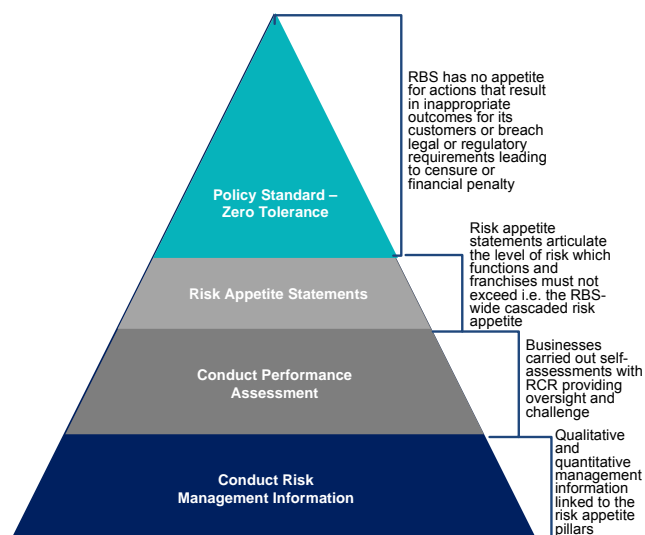 RBS has no appetite
for actions that result
in inappropriate
outcomes for its
customers or breach
legal or regulatory
requirements leading
to censure or
financial penalty
Policy Standard –
Zero Tolerance
Risk appetite
statements articulate
the level of risk which
functions and
franchises must not
exceed i.e. the RBS-
wide cascaded risk
appetite
Risk Appetite Statements
Businesses
carried out self-
assessments with
RCR providing
oversight and
challenge
Conduct Performance
Assessment
Qualitative
and
quantitative
management
information
linked to the
risk appetite
pillars
Conduct Risk
Management Information